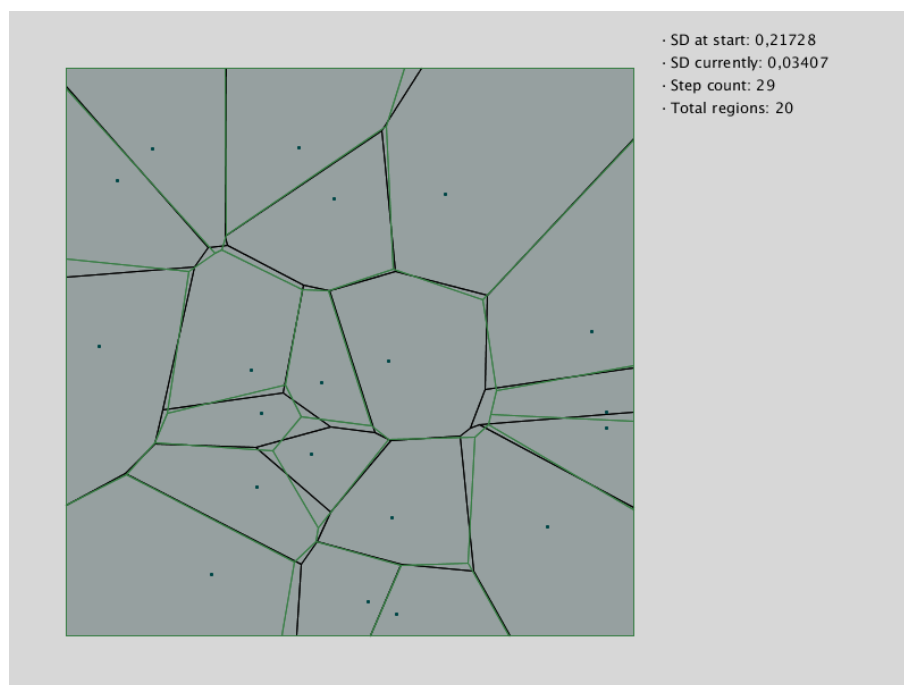 · SD at start: 0,21728
· SD currently: 0,03407
· Step count: 29
· Total regions: 20